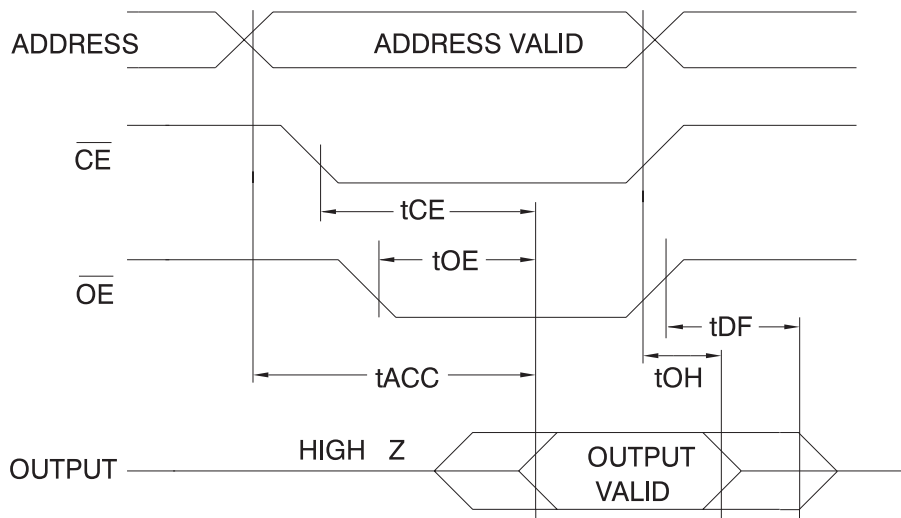 ADDRESS
ADDRESS VALID
CE
tCE
tOE
OE
tDF
tACC
tOH
HIGH Z
OUTPUT
OUTPUT
VALID